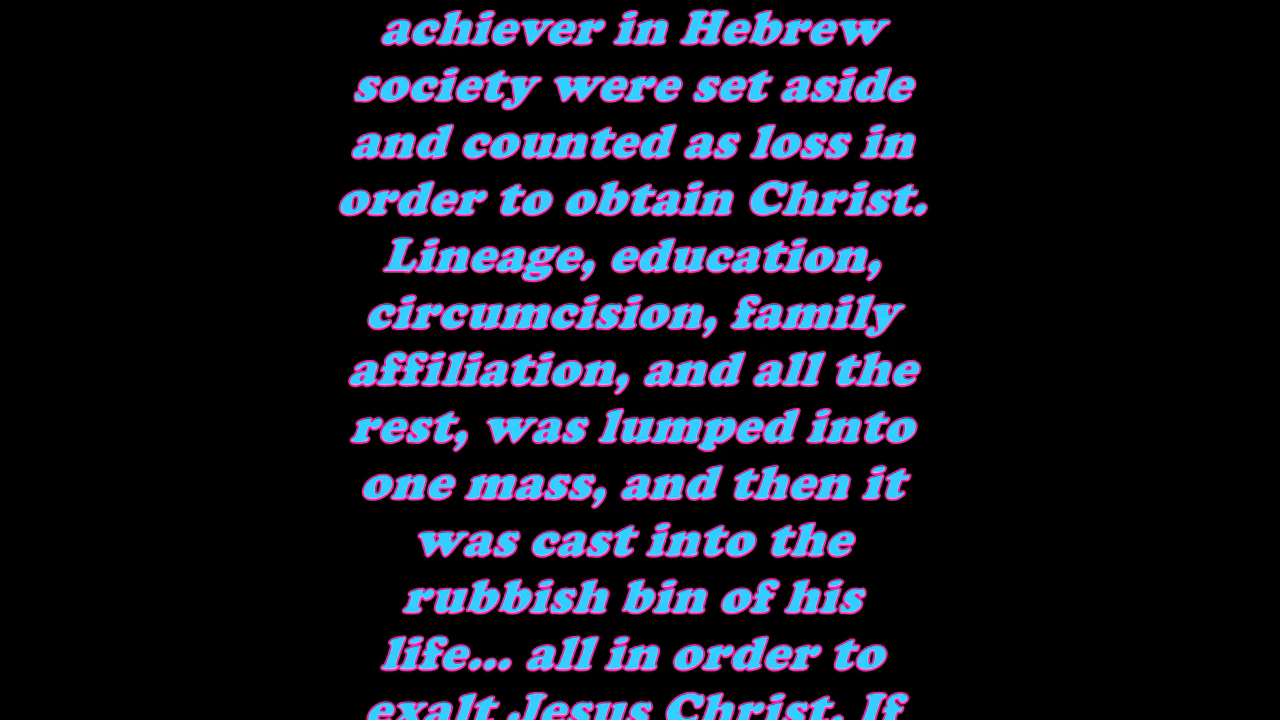 achiever in Hebrew
society were set aside
and counted as loss in
order to obtain Christ.
Lineage, education,
circumcision, family
affiliation, and all the
rest, was lumped into
one mass, and then it
was cast into the
rubbish bin of his
life... all in order to
exalt Jesus Christ. If